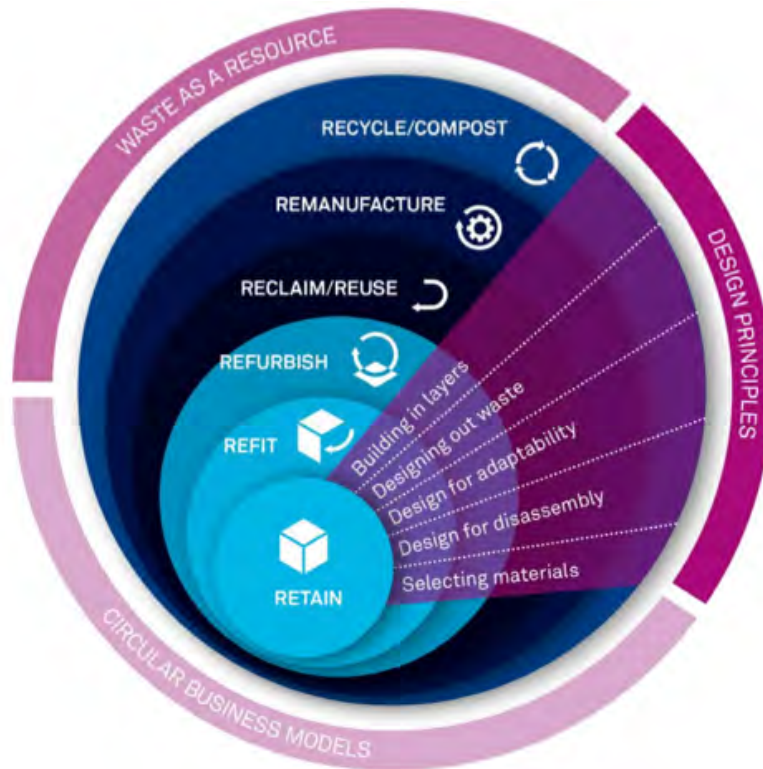 WASTE AS A RESOURCE
RECYCLE/COMPOST
REMANUFACTURE
RECLAIM/REUSE
REFURBISH
REFIT
RETAIN
Building in layers
Designing out waste
Design for adaptability
Design for disassembly
Selecting materials
DESIGN PRINCIPLES
CIRCULAR BUSINESS MODELS